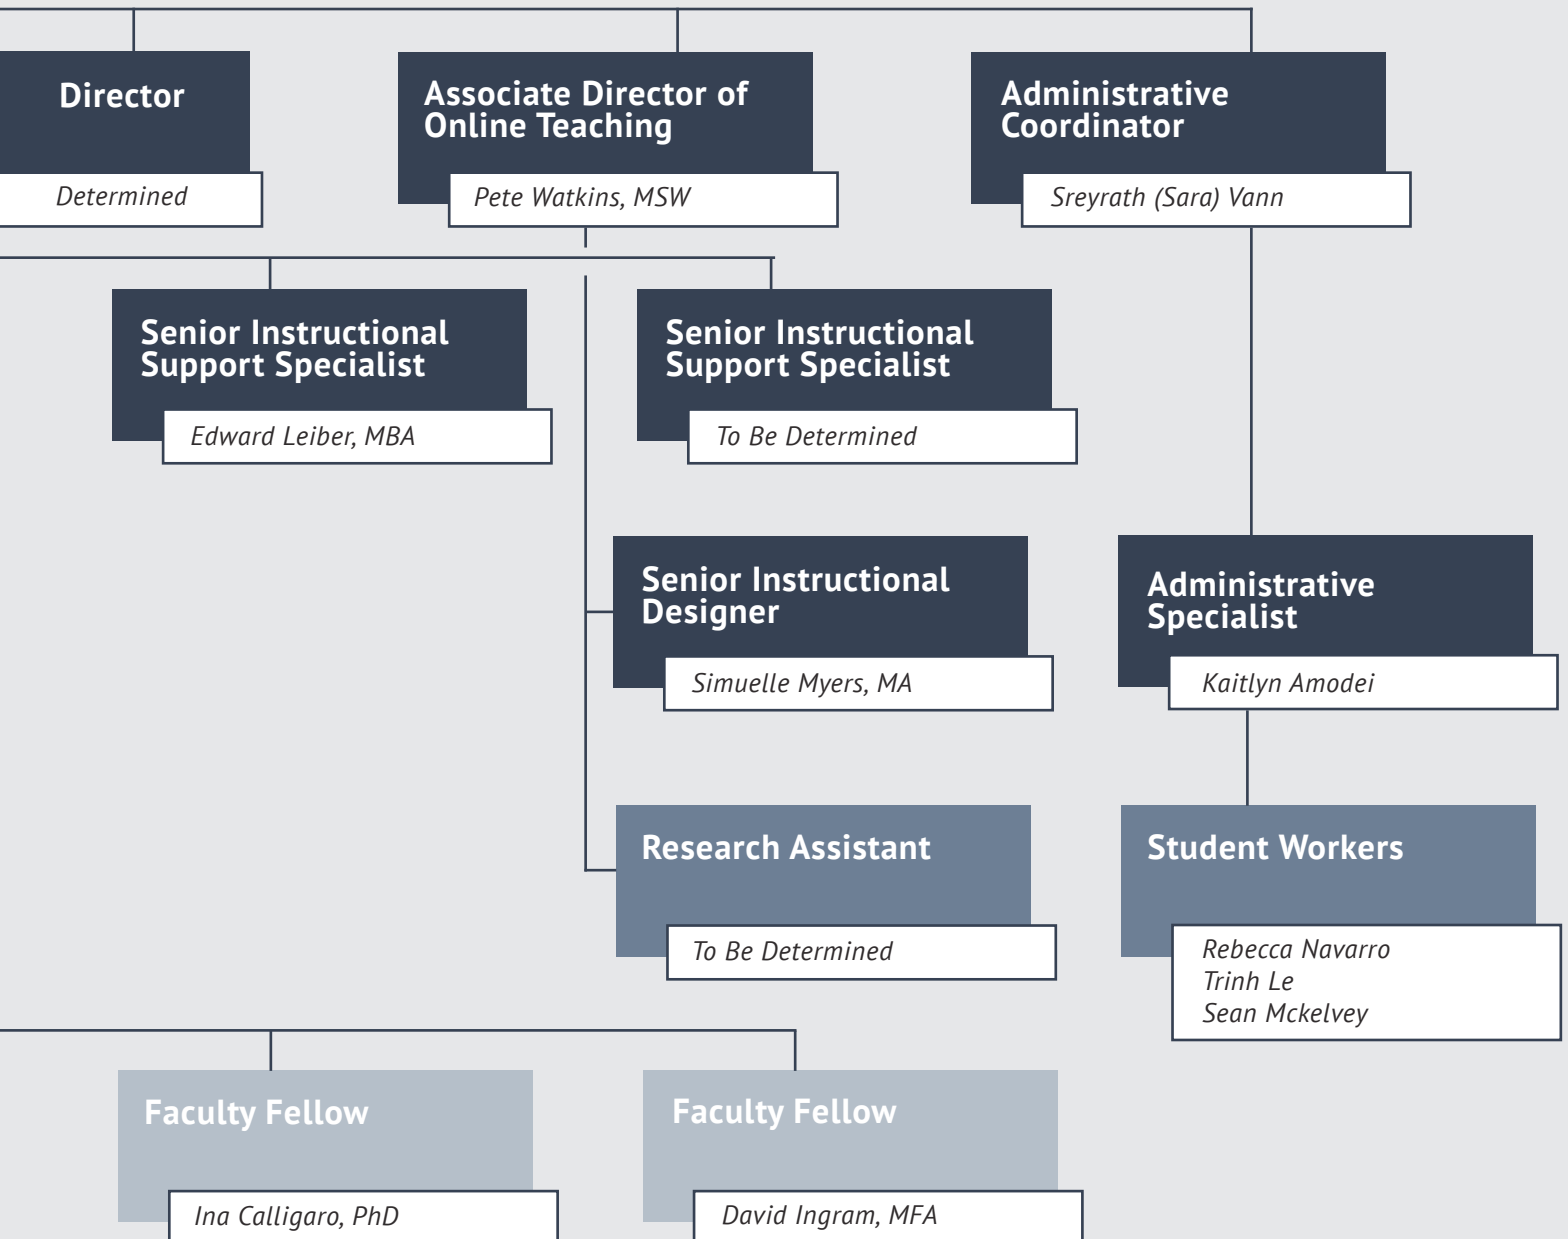 Director
Determined
Associate Director of
Online Teaching
Pete Watkins, MSW
Administrative
Coordinator
Sreyrath (Sara) Vann
Senior Instructional
Support Specialist
Edward Leiber, MBA
Senior Instructional
Support Specialist
To Be Determined
Senior Instructional
Designer
Simuelle Myers, MA
Administrative
Specialist
Kaitlyn Amodei
Research Assistant
To Be Determined
Student Workers
Rebecca Navarro
Trinh Le
Sean Mckelvey
Faculty Fellow
Ina Calligaro, PhD
Faculty Fellow
David Ingram, MFA